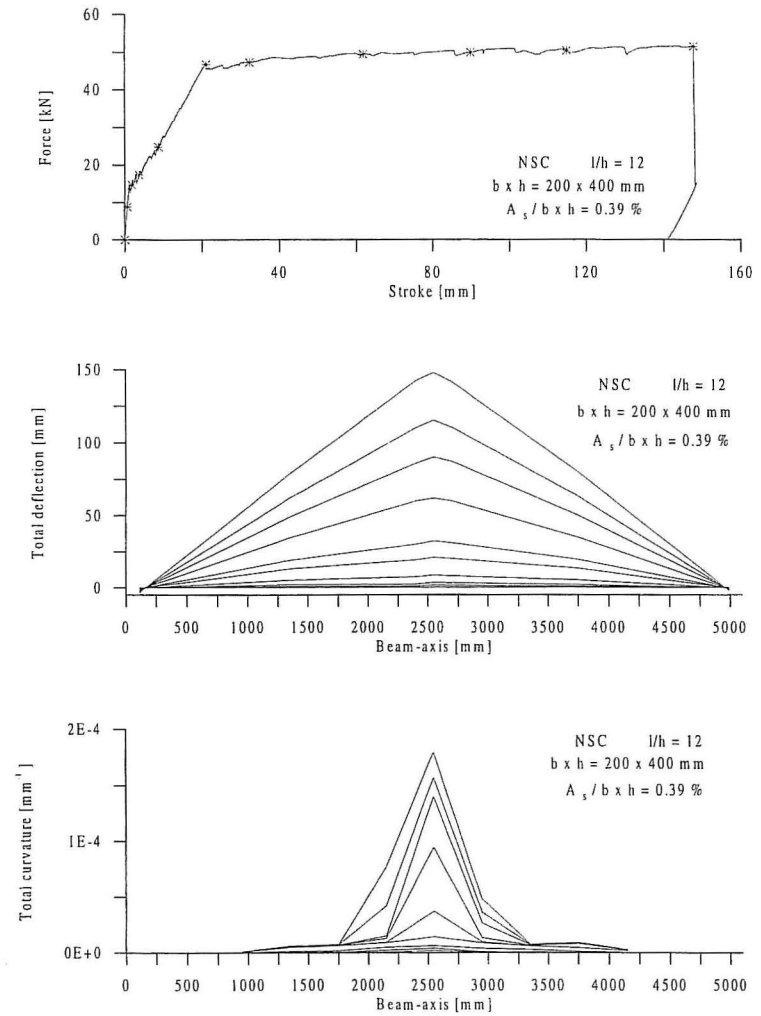 60
40
20
0
Force [kN]
NSC l/h = 12
b x h = 200 x 400 mm
A s / b x h = 0.39 %
0 40 80 120 160
Stroke [mm]
150
100
50
0
Total deflection [mm]
NSC l/h = 12
b x h = 200 x 400 mm
A s / b x h = 0.39 %
0 500 1000 1500 2000 2500 3000 3500 4000 4500 5000
Beam-axis [mm]
2E-4
1E-4
0E+0
Total curvature [mm-1]
NSC l/h = 12
b x h = 200 x 400 mm
A s / b x h = 0.39 %
0 500 1000 1500 2000 2500 3000 3500 4000 4500 5000
Beam-axis [mm]